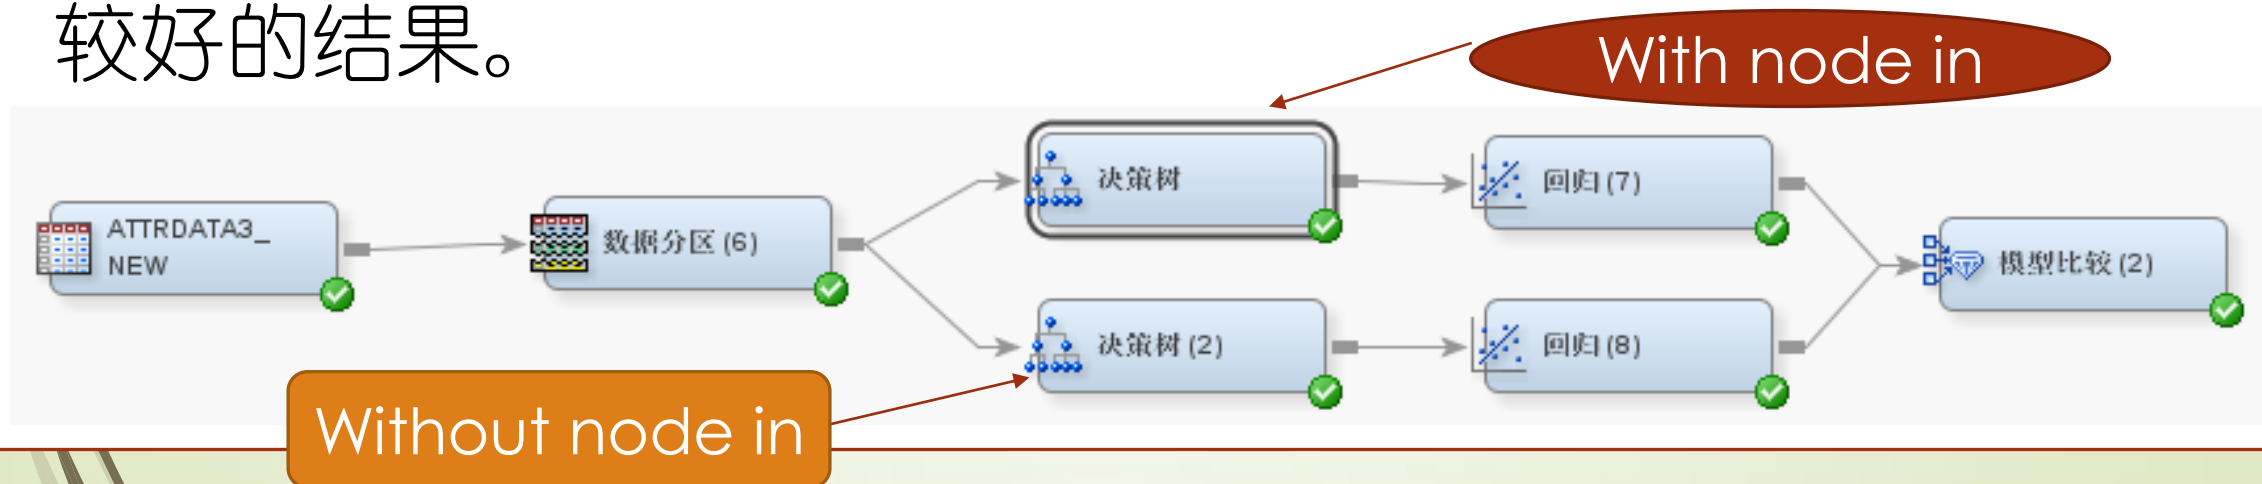 较好的结果。
With node in
ATTRDATA3_
NEW
数据分区 (6)
决策树
回归 (7)
决策树 (2)
回归 (8)
模型比较 (2)
Without node in